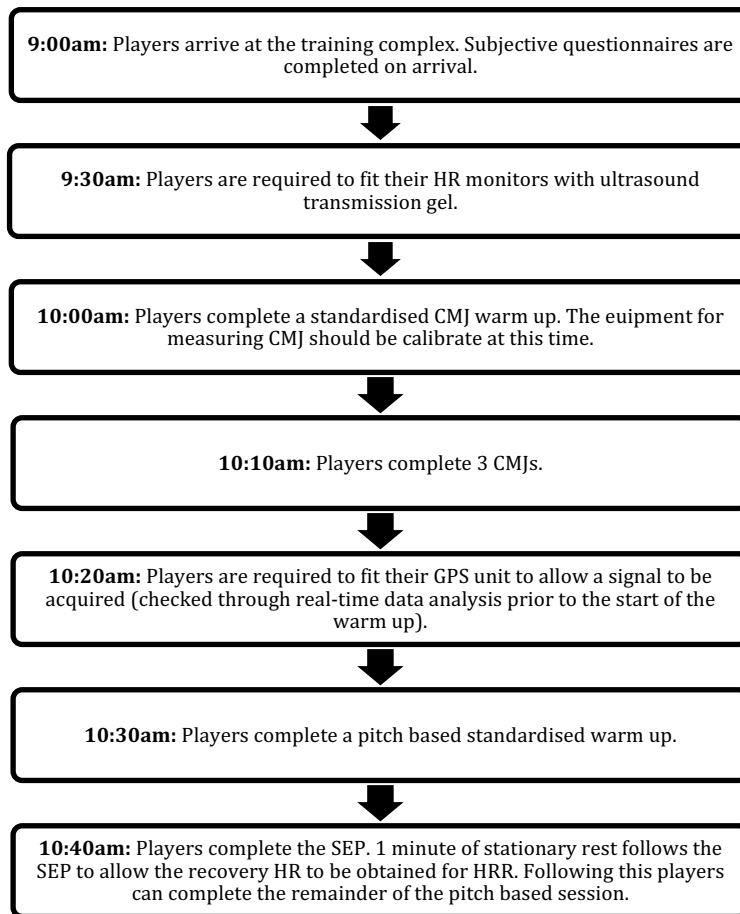 9:00am: Players arrive at the training complex. Subjective questionnaires are
completed on arrival.
9:30am: Players are required to fit their HR monitors with ultrasound
transmission gel.
10:00am: Players complete a standardised CMJ warm up. The euipment for
measuring CMJ should be calibrate at this time.
10:10am: Players complete 3 CMJs.
10:20am: Players are required to fit their GPS unit to allow a signal to be
acquired (checked through real-time data analysis prior to the start of the
warm up).
10:30am: Players complete a pitch based standardised warm up.
10:40am: Players complete the SEP. 1 minute of stationary rest follows the
SEP to allow the recovery HR to be obtained for HRR. Following this players
can complete the remainder of the pitch based session.